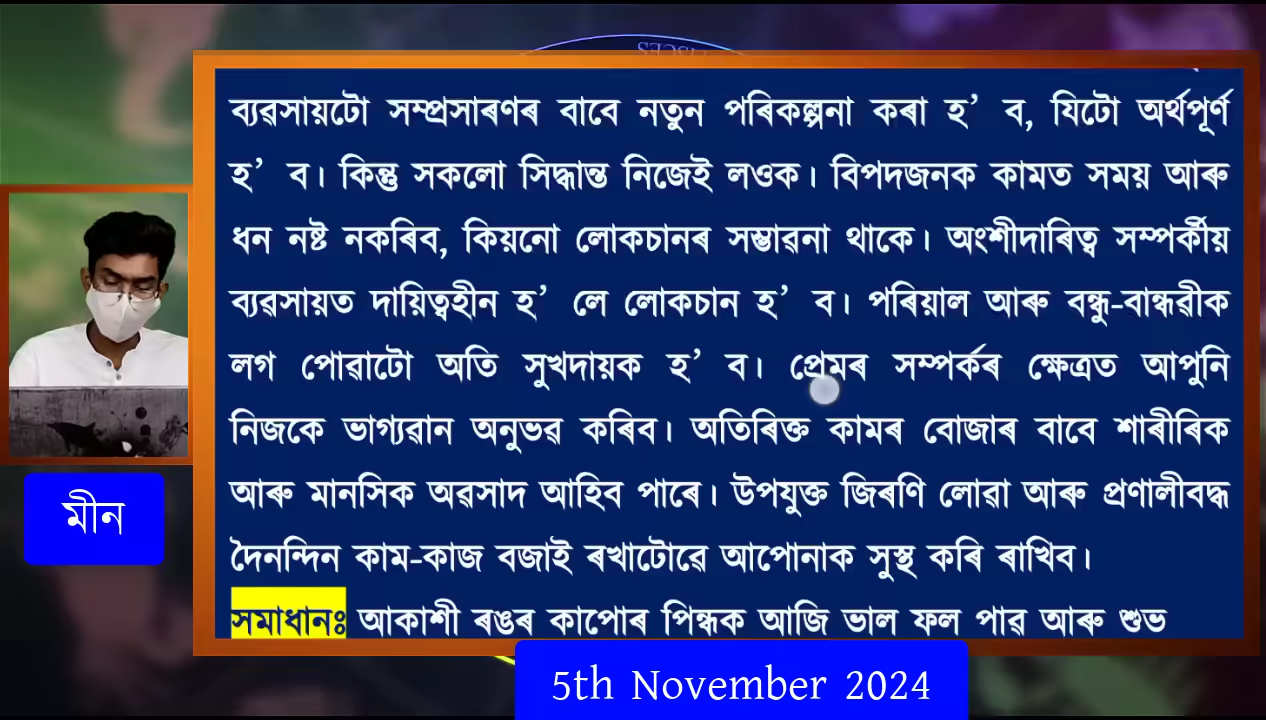 PISCES
ব্যৱসায়টো সম্প্ৰসাৰণৰ বাবে নতুন পৰিকল্পনা কৰা হ’ ব, যিটো অৰ্থপূৰ্ণ
হ’ ব। কিন্তু সকলো সিদ্ধান্ত নিজেই লওক। বিপদজনক কামত সময় আৰু
ধন নষ্ট নকৰিব, কিয়নো লোকচানৰ সম্ভাৱনা থাকে। অংশীদাৰিত্ব সম্পৰ্কীয়
ব্যৱসায়ত দায়িত্বহীন হ’ লে লোকচান হ’ ব। পৰিয়াল আৰু বন্ধু-বান্ধৱীক
লগ পোৱাটো অতি সুখদায়ক হ’ ব। প্ৰেমৰ সম্পৰ্কৰ ক্ষেত্ৰত আপুনি
নিজকে ভাগ্যৱান অনুভৱ কৰিব। অতিৰিক্ত কামৰ বোজাৰ বাবে শাৰীৰিক
আৰু মানসিক অৱসাদ আহিব পাৰে। উপযুক্ত জিৰণি লোৱা আৰু প্ৰণালীবদ্ধ
দৈনন্দিন কাম-কাজ বজাই ৰখাটোৱে আপোনাক সুস্থ কৰি ৰাখিব।
সমাধানঃ আকাশী ৰঙৰ কাপোৰ পিন্ধক আজি ভাল ফল পাৱ আৰু শুভ
মীন
5th November 2024